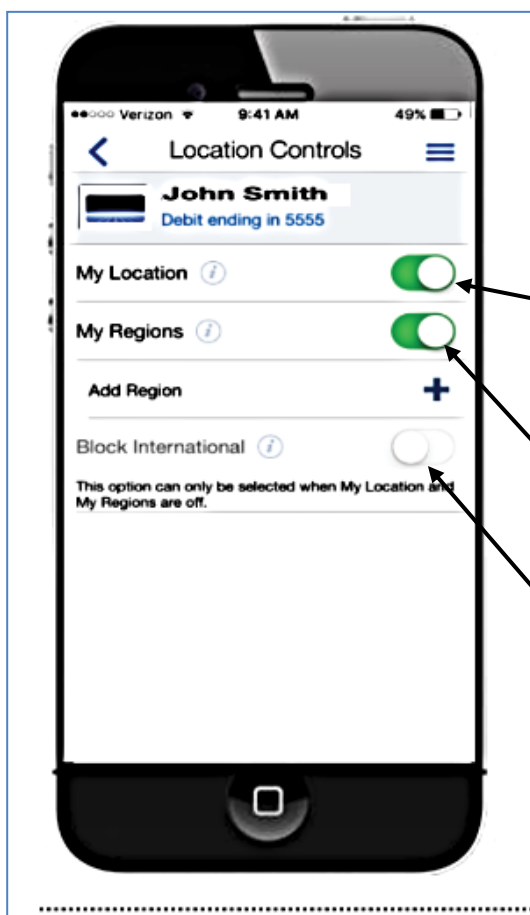 Verizon 9:41 AM 49%
Location Controls
John Smith
Debit ending in 5555
My Location i
My Regions i
Add Region +
Block International i
This option can only be selected when My Location and
My Regions are off.